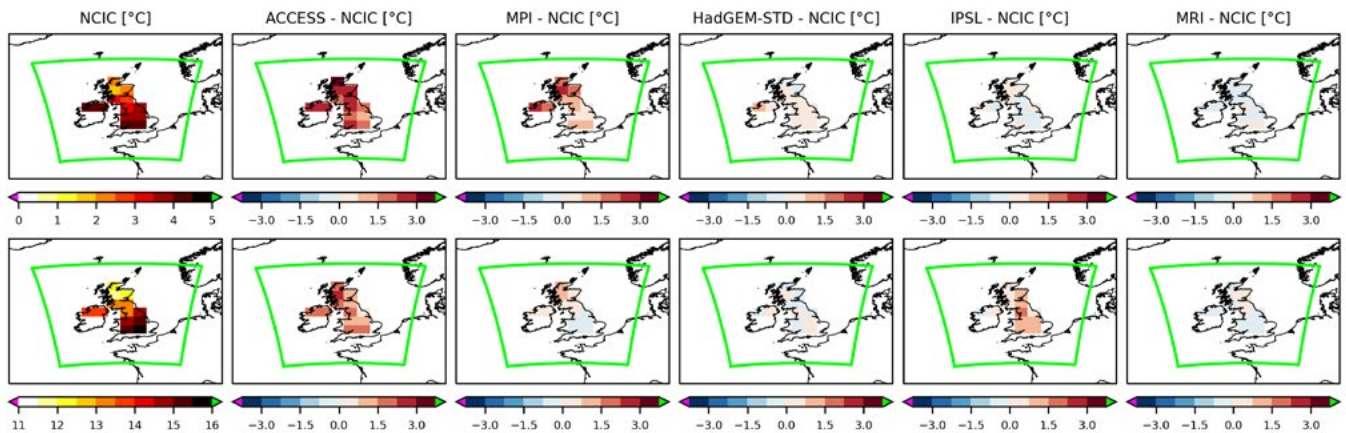 NCIC [°C] ACCESS - NCIC [°C] MPI - NCIC [°C] HadGEM-STD - NCIC [°C] IPSL - NCIC [°C] MRI - NCIC [°C]
0 1 2 3 4 5 −3.0 −1.5 0.0 1.5 3.0 −3.0 −1.5 0.0 1.5 3.0 −3.0 −1.5 0.0 1.5 3.0 −3.0 −1.5 0.0 1.5 3.0 −3.0 −1.5 0.0 1.5 3.0
11 12 13 14 15 16 −3.0 −1.5 0.0 1.5 3.0 −3.0 −1.5 0.0 1.5 3.0 −3.0 −1.5 0.0 1.5 3.0 −3.0 −1.5 0.0 1.5 3.0 −3.0 −1.5 0.0 1.5 3.0